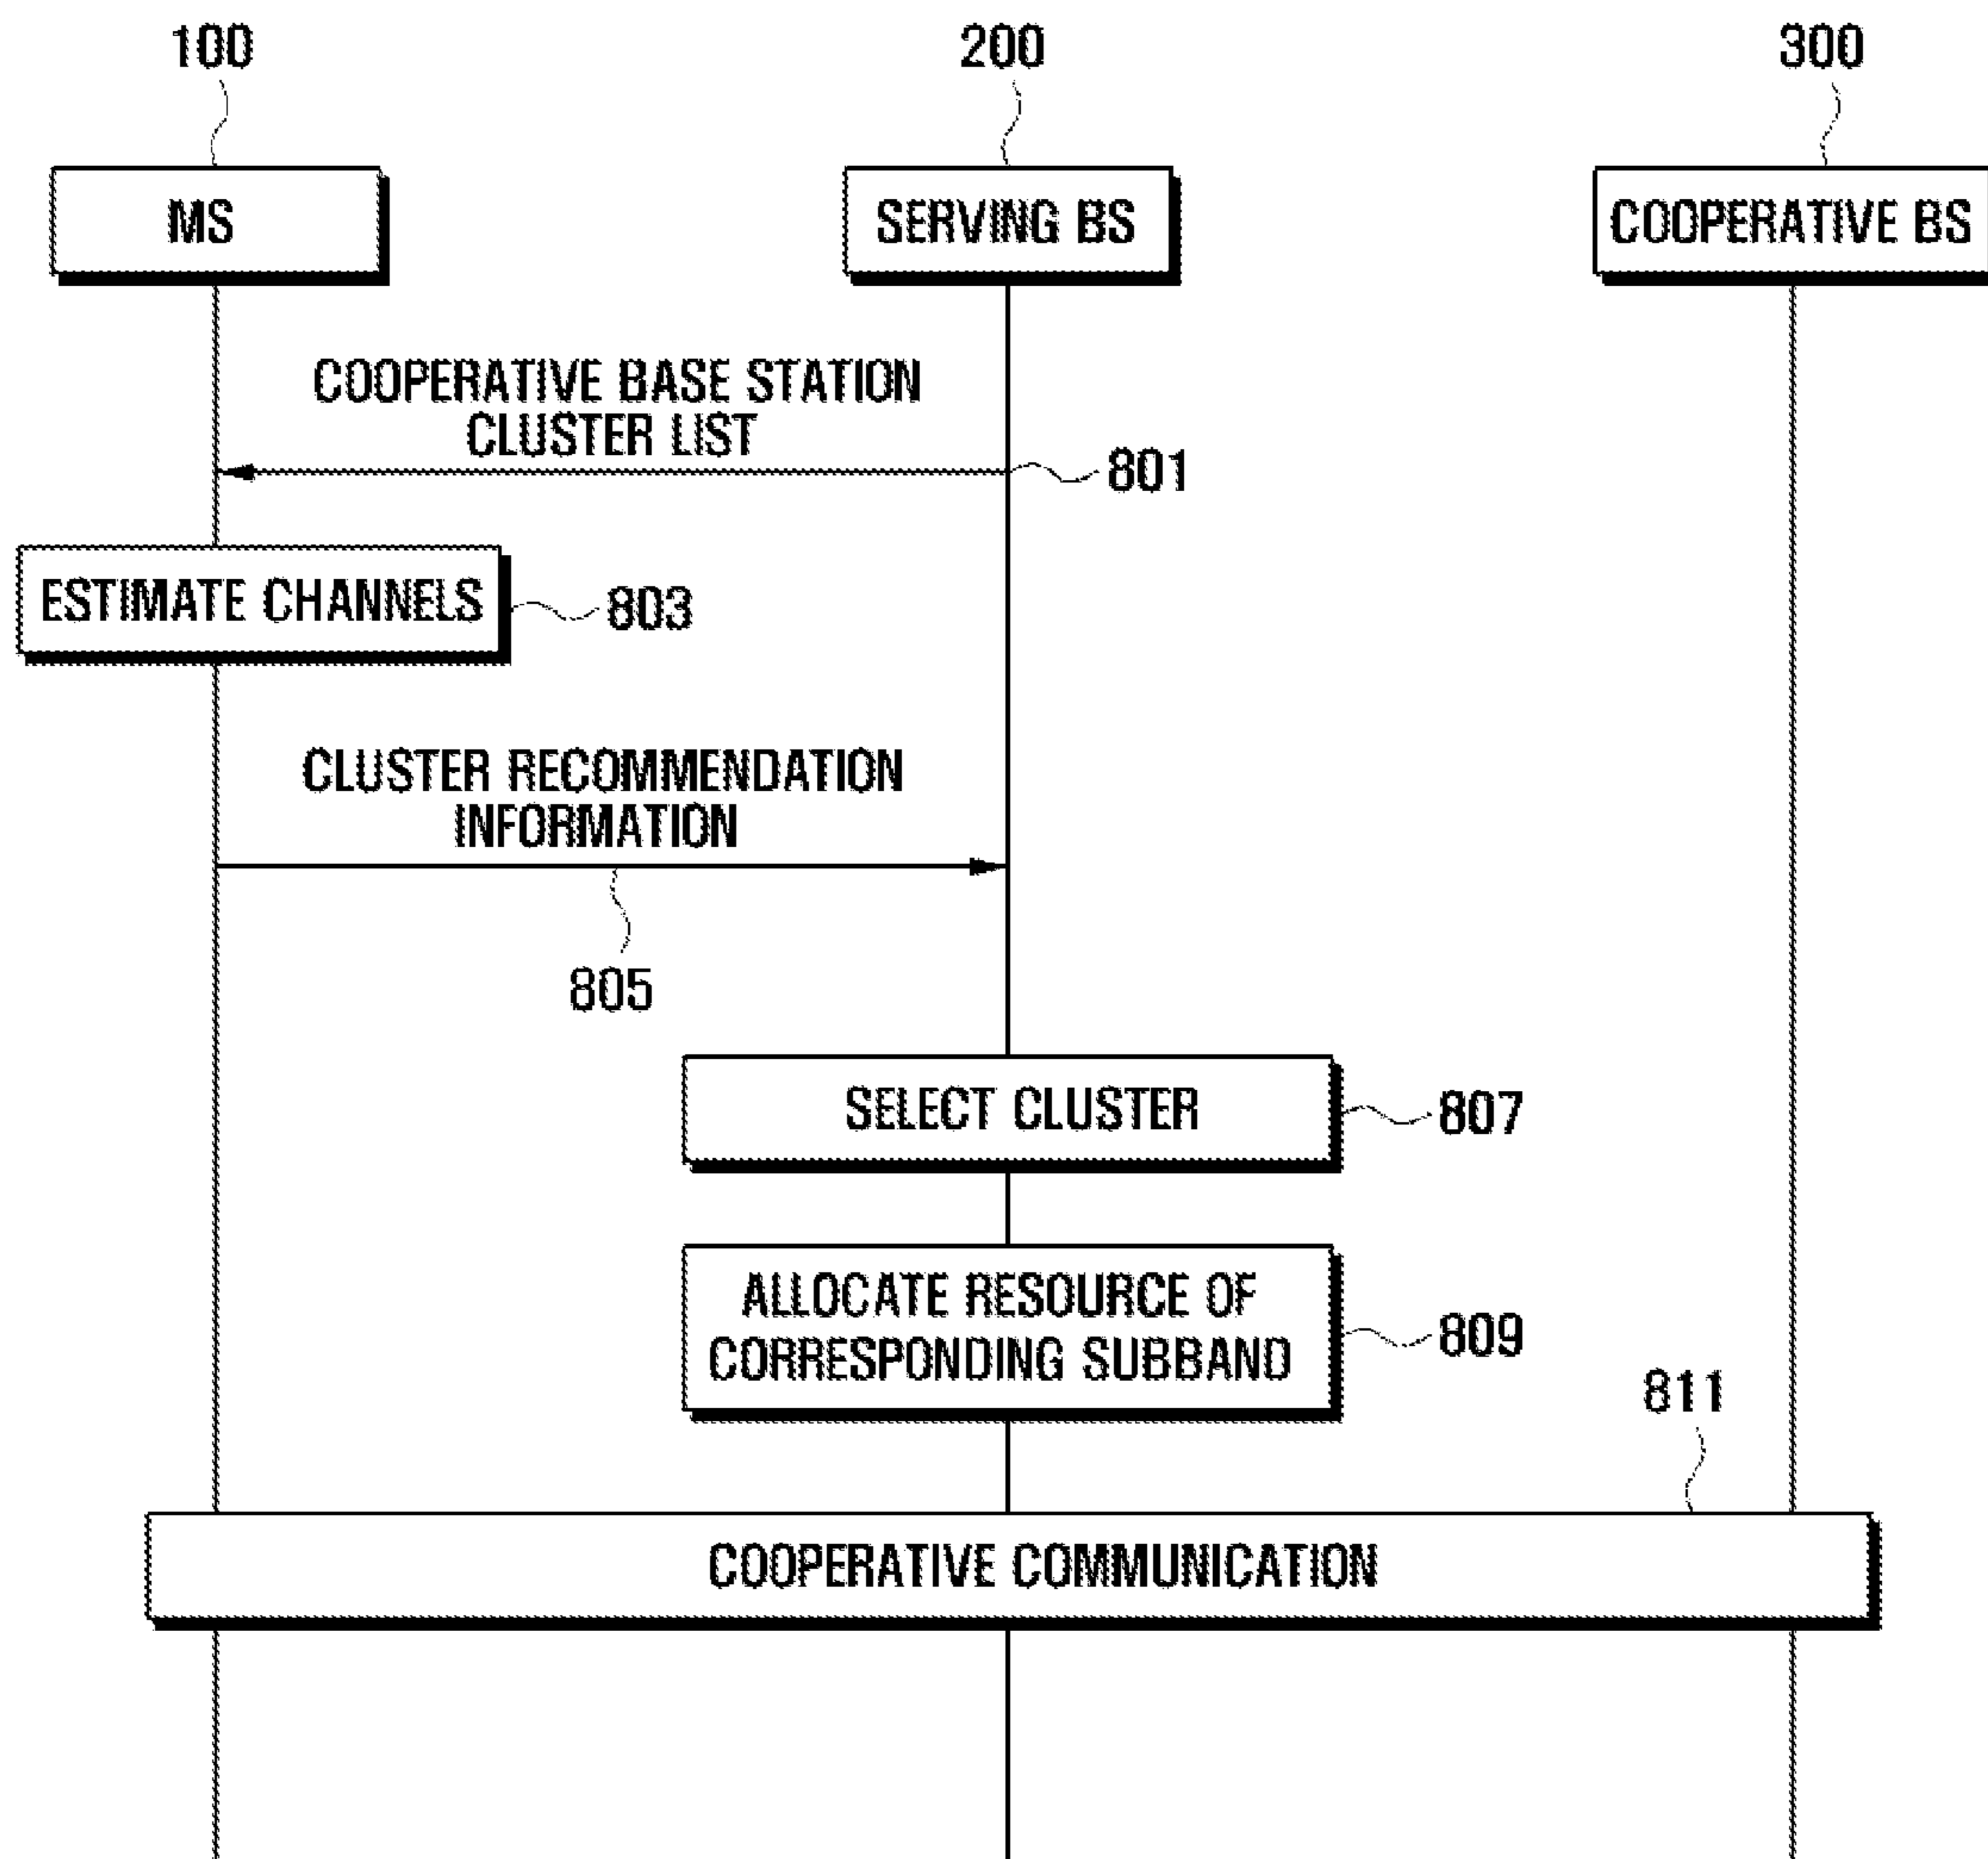 100
200
300
MS
SERVING BS
COOPERATIVE BS
COOPERATIVE BASE STATION
CLUSTER LIST
801
ESTIMATE CHANNELS
803
CLUSTER RECOMMENDATION
INFORMATION
805
SELECT CLUSTER
807
ALLOCATE RESOURCE OF
CORRESPONDING SUBBAND
809
811
COOPERATIVE COMMUNICATION